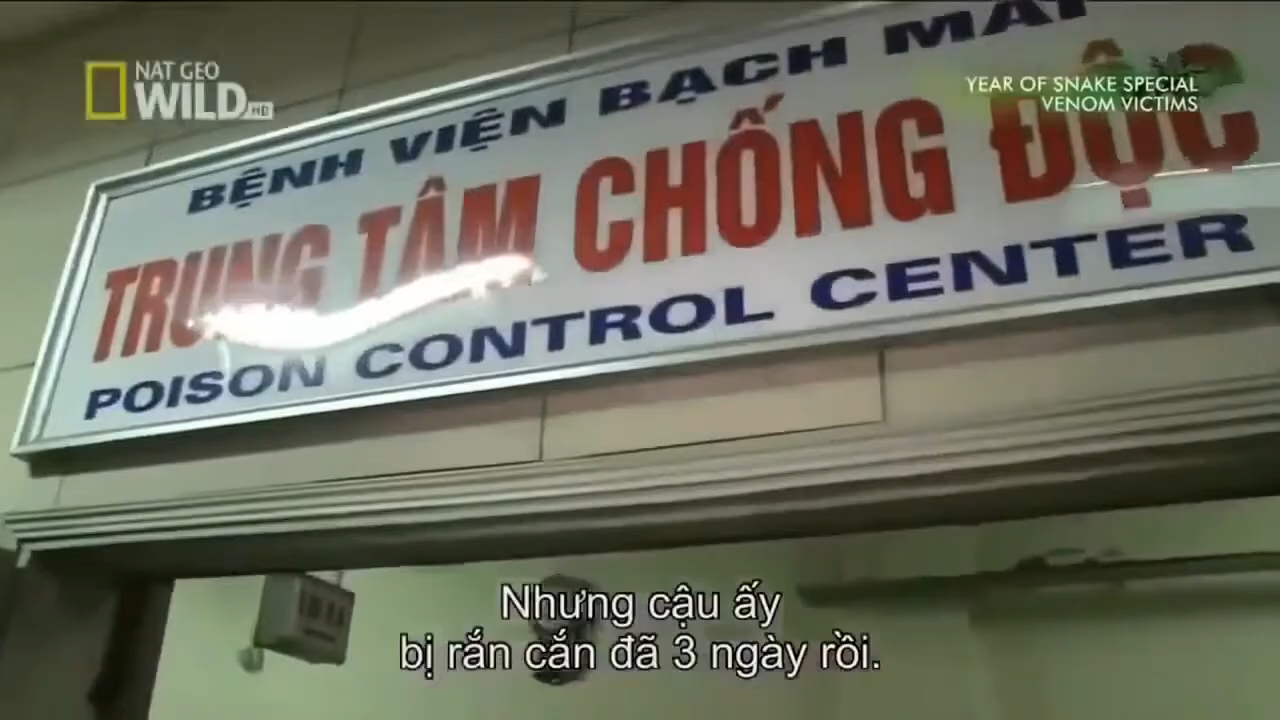 NAT GEO
WILD HD
YEAR OF SNAKE SPECIAL
VENOM VICTIMS
BỆNH VIỆN BẠCH MAI
TRUNG TÂM CHỐNG ĐỘC
POISON CONTROL CENTER
Nhưng cậu ấy
bị rắn cắn đã 3 ngày rồi.